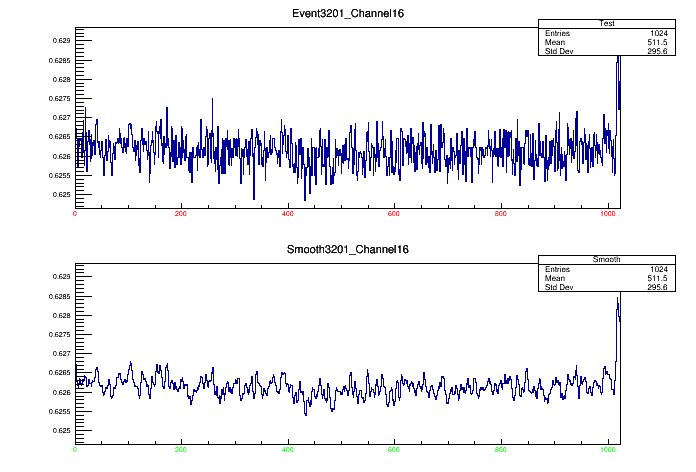 Event3201_Channel16
Test
Entries 1024
Mean 511.5
Std Dev 295.6
0.629
0.6285
0.628
0.6275
0.627
0.6265
0.626
0.6255
0.625
0 200 400 600 800 1000
Smooth3201_Channel16
Smooth
Entries 1024
Mean 511.5
Std Dev 295.6
0.629
0.6285
0.628
0.6275
0.627
0.6265
0.626
0.6255
0.625
0 200 400 600 800 1000